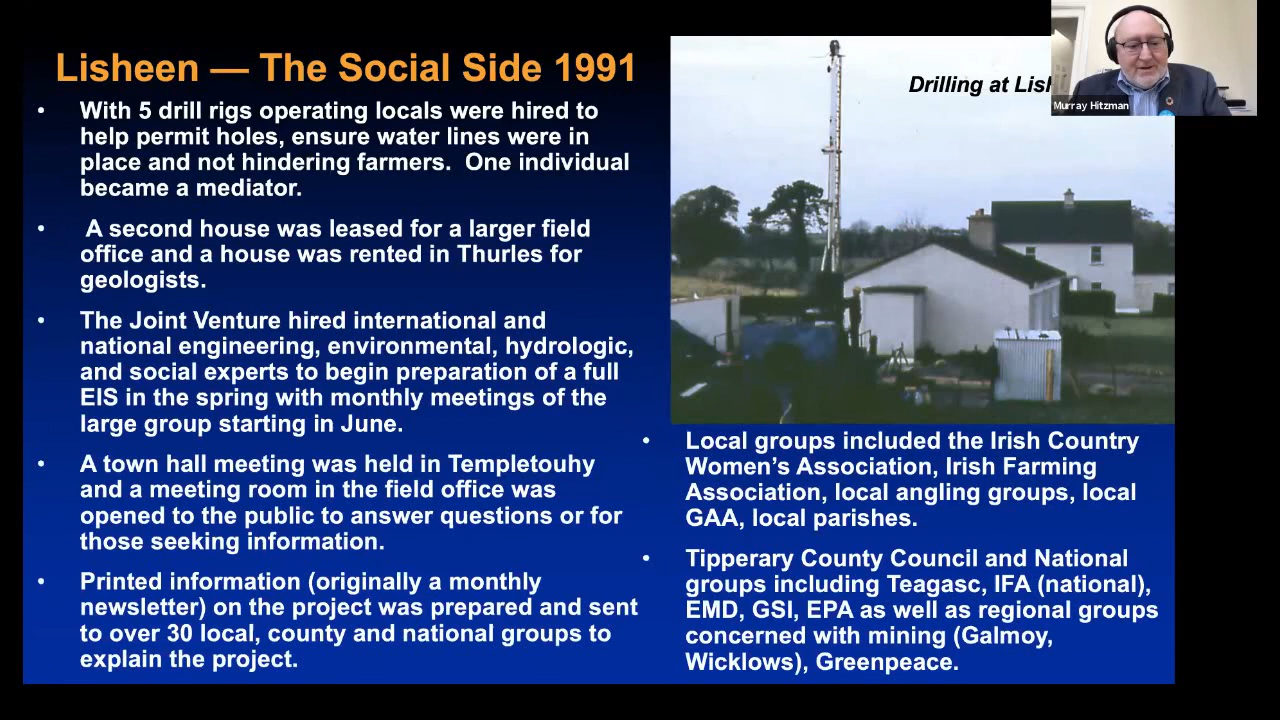 Lisheen — The Social Side 1991
• With 5 drill rigs operating locals were hired to
help permit holes, ensure water lines were in
place and not hindering farmers.  One individual
became a mediator.
• A second house was leased for a larger field
office and a house was rented in Thurles for
geologists.
• The Joint Venture hired international and
national engineering, environmental, hydrologic,
and social experts to begin preparation of a full
EIS in the spring with monthly meetings of the
large group starting in June.
• A town hall meeting was held in Templetouhy
and a meeting room in the field office was
opened to the public to answer questions or for
those seeking information.
• Printed information (originally a monthly
newsletter) on the project was prepared and sent
to over 30 local, county and national groups to
explain the project.
Drilling at
Murray Hitzman
• Local groups included the Irish Country
Women’s Association, Irish Farming
Association, local angling groups, local
GAA, local parishes.
• Tipperary County Council and National
groups including Teagasc, IFA (national),
EMD, GSI, EPA as well as regional groups
concerned with mining (Galmoy,
Wicklows), Greenpeace.